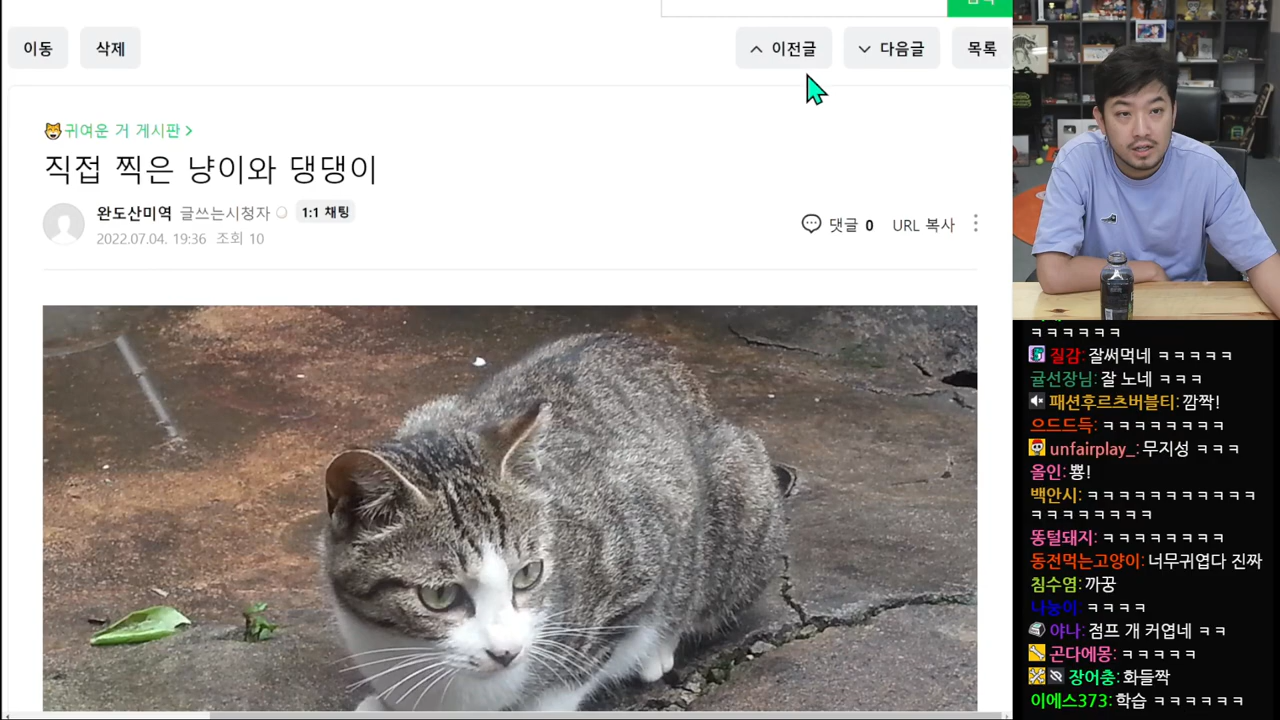 이동
삭제
이전글
다음글
목록
귀여운 거 게시판
직접 찍은 냥이와 댕댕이
완도산미역 글쓰는시청자 1:1 채팅
2022.07.04. 19:36 조회 10
댓글 0 URL 복사
ㅋㅋㅋㅋㅋㅋ
질감: 잘써먹네 ㅋㅋㅋㅋㅋ
귤선장님: 잘 노네 ㅋㅋㅋ
패션후르츠버블티: 깜짝!
으드드득: ㅋㅋㅋㅋㅋㅋㅋㅋ
unfairplay_: 무지성 ㅋㅋㅋ
올인: 뿅!
백안시: ㅋㅋㅋㅋㅋㅋㅋㅋㅋㅋㅋ
ㅋㅋㅋㅋㅋㅋㅋㅋ
똥털돼지: ㅋㅋㅋㅋㅋㅋㅋㅋ
동전먹는고양이: 너무귀엽다 진짜
침수염: 까꿍
나눙이: ㅋㅋㅋㅋ
야나: 점프 개 커엽네 ㅋㅋ
곤다에몽: ㅋㅋㅋㅋㅋ
장어충: 화들짝
이에스373: 학습 ㅋㅋㅋㅋㅋㅋ